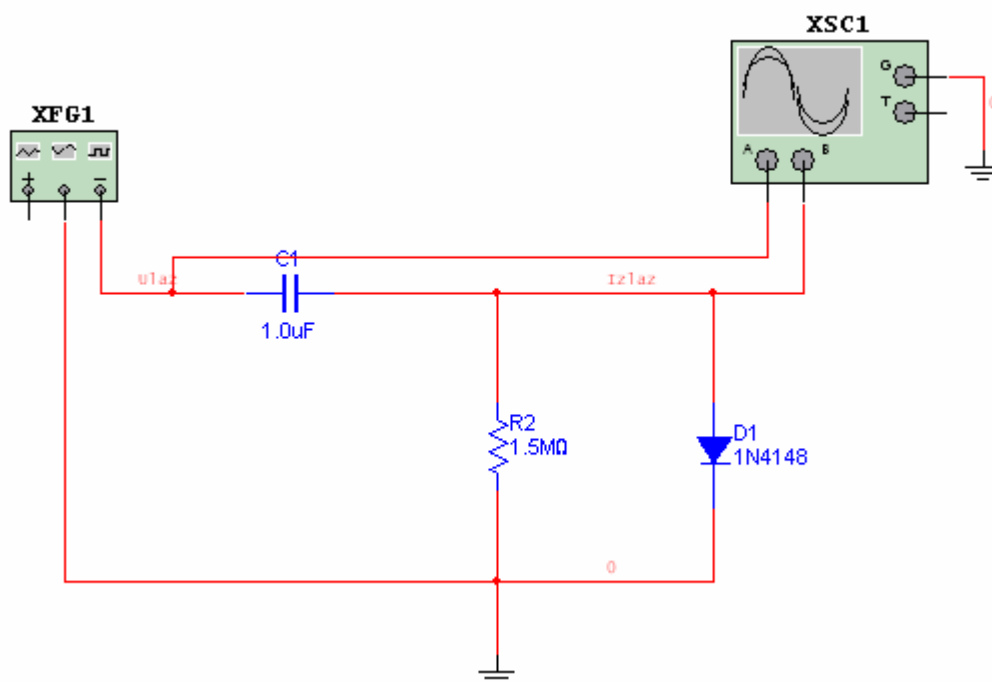 XSC1
G
T
XFG1
A
B
C1
Ulaz
Izlaz
1.0uF
R2
1.5MΩ
D1
1N4148
0